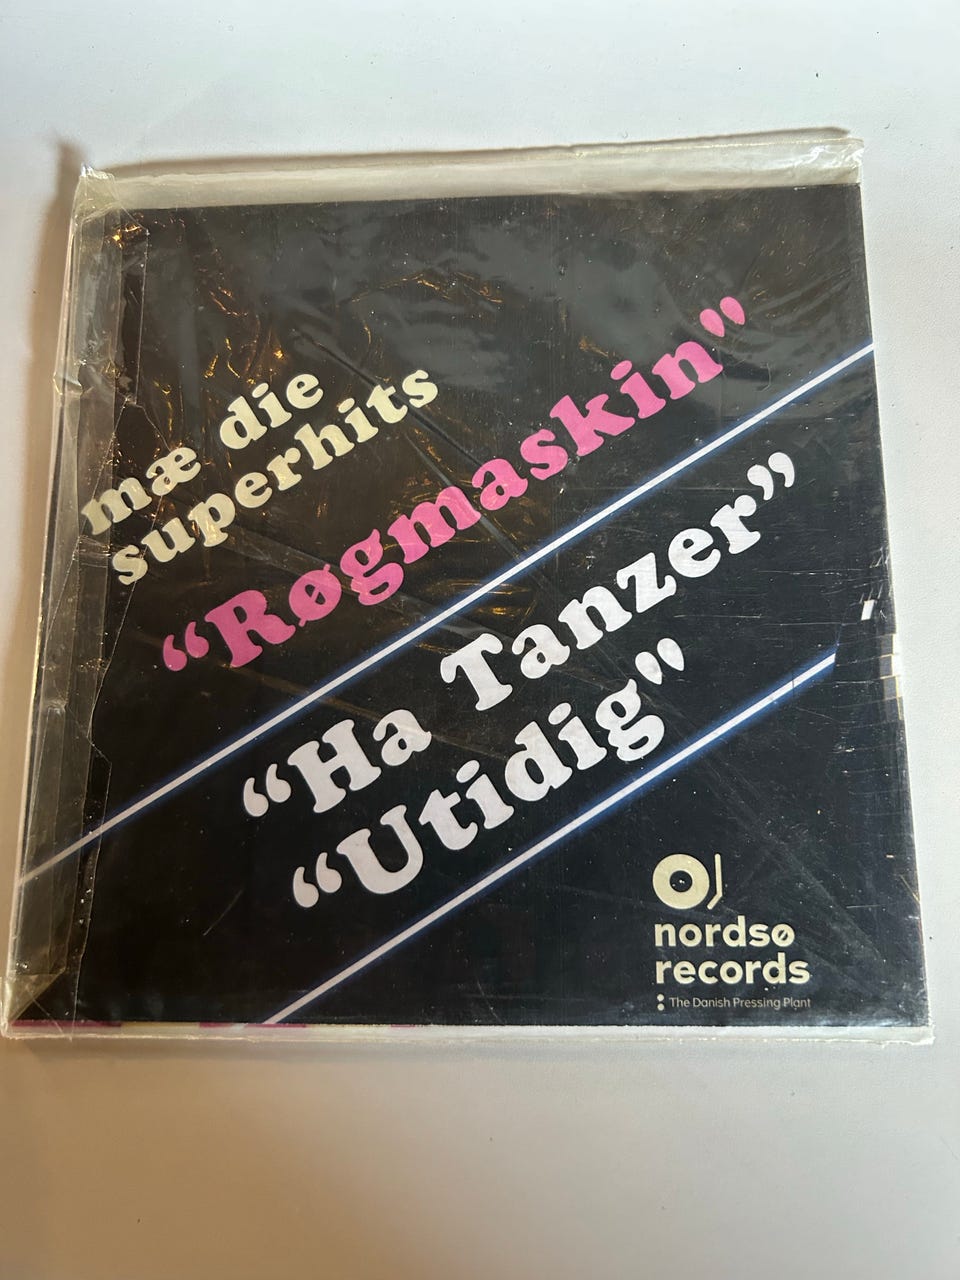 mæ die
superhits
“Røgmaskin”
“Ha Tanzer”
“Utidig”
nordsø
records
The Danish Pressing Plant